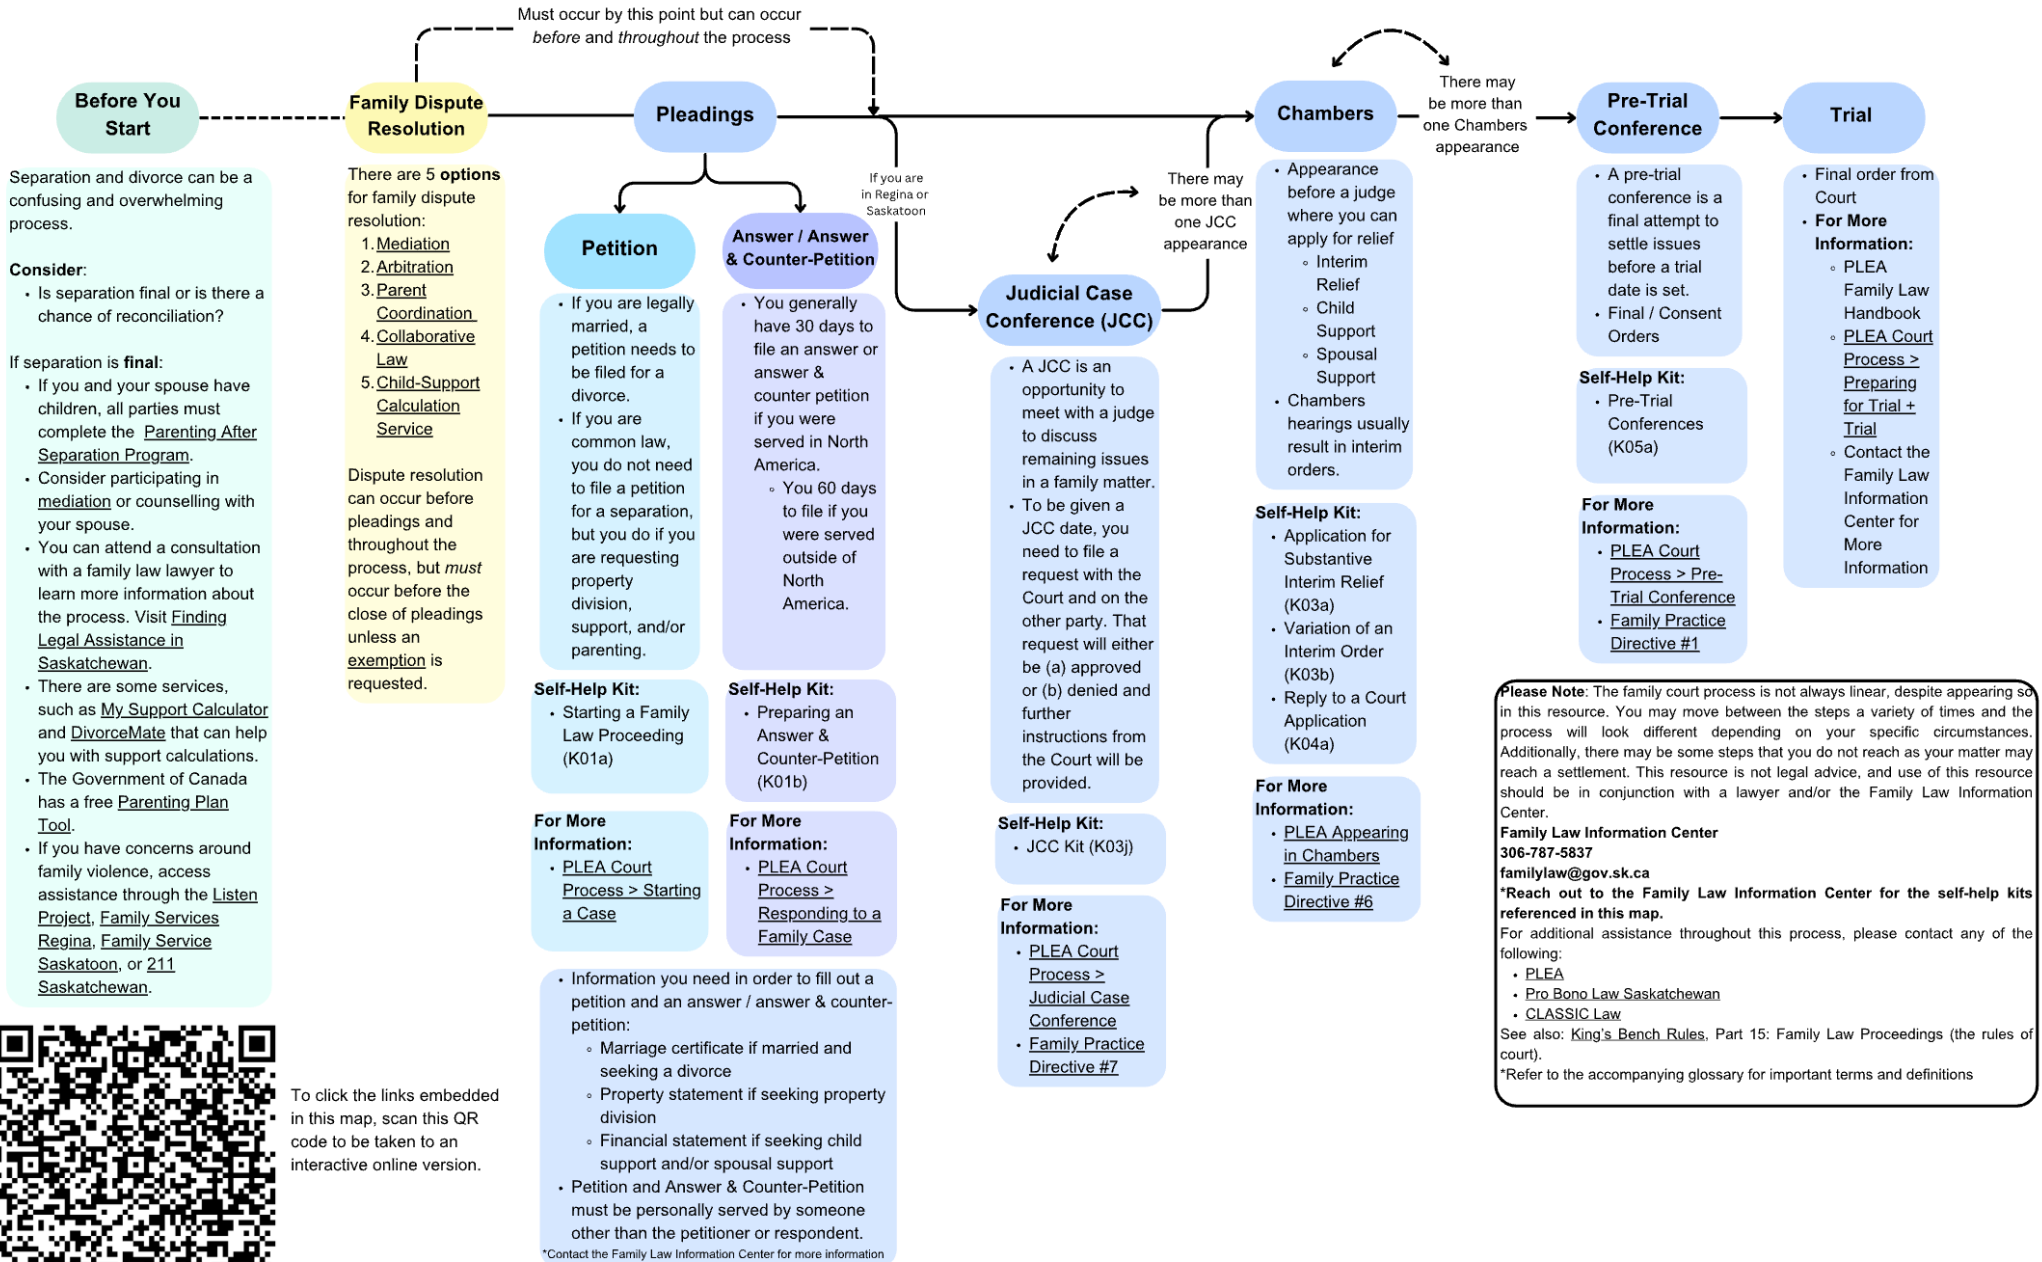 Must occur by this point but can occur
before and throughout the process
Before You
Start
Family Dispute
Resolution
Pleadings
Chambers
There may
be more than
one Chambers
appearance
Pre-Trial
Conference
Trial
Separation and divorce can be a
confusing and overwhelming
process.
Consider:
• Is separation final or is there a
chance of reconciliation?
If separation is final:
• If you and your spouse have
children, all parties must
complete the Parenting After
Separation Program.
• Consider participating in
mediation or counselling with
your spouse.
• You can attend a consultation
with a family law lawyer to
learn more information about
the process. Visit Finding
Legal Assistance in
Saskatchewan.
• There are some services,
such as My Support Calculator
and DivorceMate that can help
you with support calculations.
• The Government of Canada
has a free Parenting Plan
Tool.
• If you have concerns around
family violence, access
assistance through the Listen
Project, Family Services
Regina, Family Service
Saskatoon, or 211
Saskatchewan.
To click the links embedded
in this map, scan this QR
code to be taken to an
interactive online version.
There are 5 options
for family dispute
resolution:
1. Mediation
2. Arbitration
3. Parent
Coordination
4. Collaborative
Law
5. Child-Support
Calculation
Service
Dispute resolution
can occur before
pleadings and
throughout the
process, but must
occur before the
close of pleadings
unless an
exemption is
requested.
Petition
• If you are legally
married, a
petition needs to
be filed for a
divorce.
• If you are
common law,
you do not need
to file a petition
for a separation,
but you do if you
are requesting
property
division,
support, and/or
parenting.
Self-Help Kit:
• Starting a Family
Law Proceeding
(K01a)
For More
Information:
• PLEA Court
Process > Starting
a Case
Answer / Answer
& Counter-Petition
• You generally
have 30 days to
file an answer or
answer &
counter petition
if you were
served in North
America.
◦ You 60 days
to file if you
were served
outside of
North
America.
Self-Help Kit:
• Preparing an
Answer &
Counter-Petition
(K01b)
For More
Information:
• PLEA Court
Process >
Responding to a
Family Case
• Information you need in order to fill out a
petition and an answer / answer & counter-
petition:
◦ Marriage certificate if married and
seeking a divorce
◦ Property statement if seeking property
division
◦ Financial statement if seeking child
support and/or spousal support
• Petition and Answer & Counter-Petition
must be personally served by someone
other than the petitioner or respondent.
*Contact the Family Law Information Center for more information
If you are
in Regina or
Saskatoon
There may
be more than
one JCC
appearance
Judicial Case
Conference (JCC)
• A JCC is an
opportunity to
meet with a judge
to discuss
remaining issues
in a family matter.
• To be given a
JCC date, you
need to file a
request with the
Court and on the
other party. That
request will either
be (a) approved
or (b) denied and
further
instructions from
the Court will be
provided.
Self-Help Kit:
• JCC Kit (K03j)
For More
Information:
• PLEA Court
Process >
Judicial Case
Conference
• Family Practice
Directive #7
• Appearance
before a judge
where you can
apply for relief
◦ Interim
Relief
◦ Child
Support
◦ Spousal
Support
• Chambers
hearings usually
result in interim
orders.
Self-Help Kit:
• Application for
Substantive
Interim Relief
(K03a)
• Variation of an
Interim Order
(K03b)
• Reply to a Court
Application
(K04a)
For More
Information:
• PLEA Appearing
in Chambers
• Family Practice
Directive #6
• A pre-trial
conference is a
final attempt to
settle issues
before a trial
date is set.
• Final / Consent
Orders
Self-Help Kit:
• Pre-Trial
Conferences
(K05a)
For More
Information:
• PLEA Court
Process > Pre-
Trial Conference
• Family Practice
Directive #1
• Final order from
Court
• For More
Information:
◦ PLEA
Family Law
Handbook
◦ PLEA Court
Process >
Preparing
for Trial +
Trial
◦ Contact the
Family Law
Information
Center for
More
Information
Please Note: The family court process is not always linear, despite appearing so
in this resource. You may move between the steps a variety of times and the
process will look different depending on your specific circumstances.
Additionally, there may be some steps that you do not reach as your matter may
reach a settlement. This resource is not legal advice, and use of this resource
should be in conjunction with a lawyer and/or the Family Law Information
Center.
Family Law Information Center
306-787-5837
familylaw@gov.sk.ca
*Reach out to the Family Law Information Center for the self-help kits
referenced in this map.
For additional assistance throughout this process, please contact any of the
following:
• PLEA
• Pro Bono Law Saskatchewan
• CLASSIC Law
See also: King's Bench Rules, Part 15: Family Law Proceedings (the rules of
court).
*Refer to the accompanying glossary for important terms and definitions